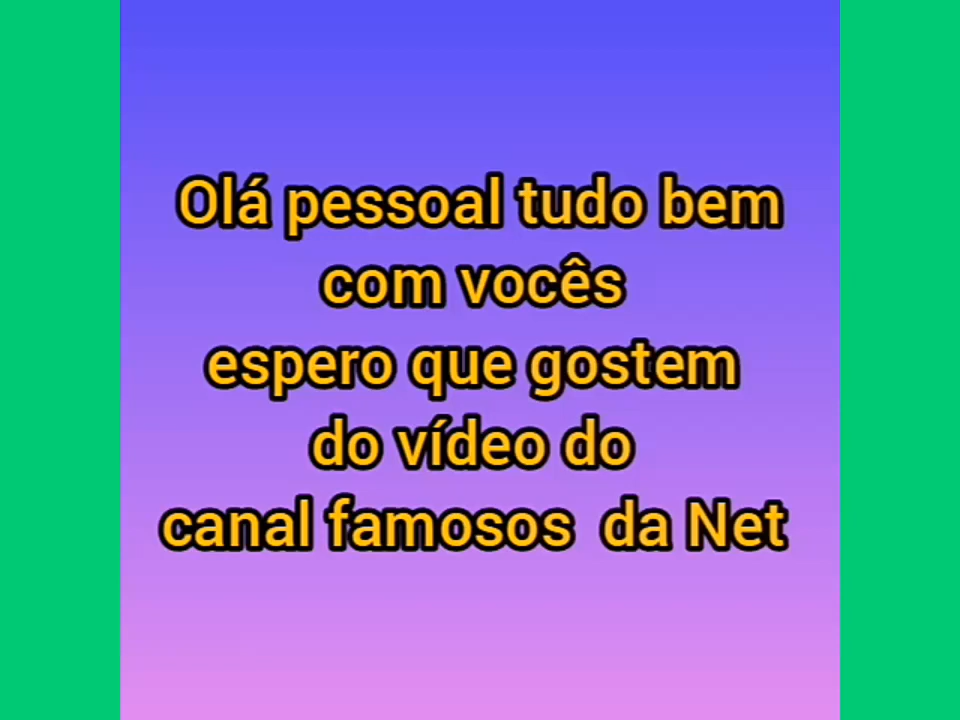 Olá pessoal tudo bem
com vocês
espero que gostem
do vídeo do
canal famosos da Net